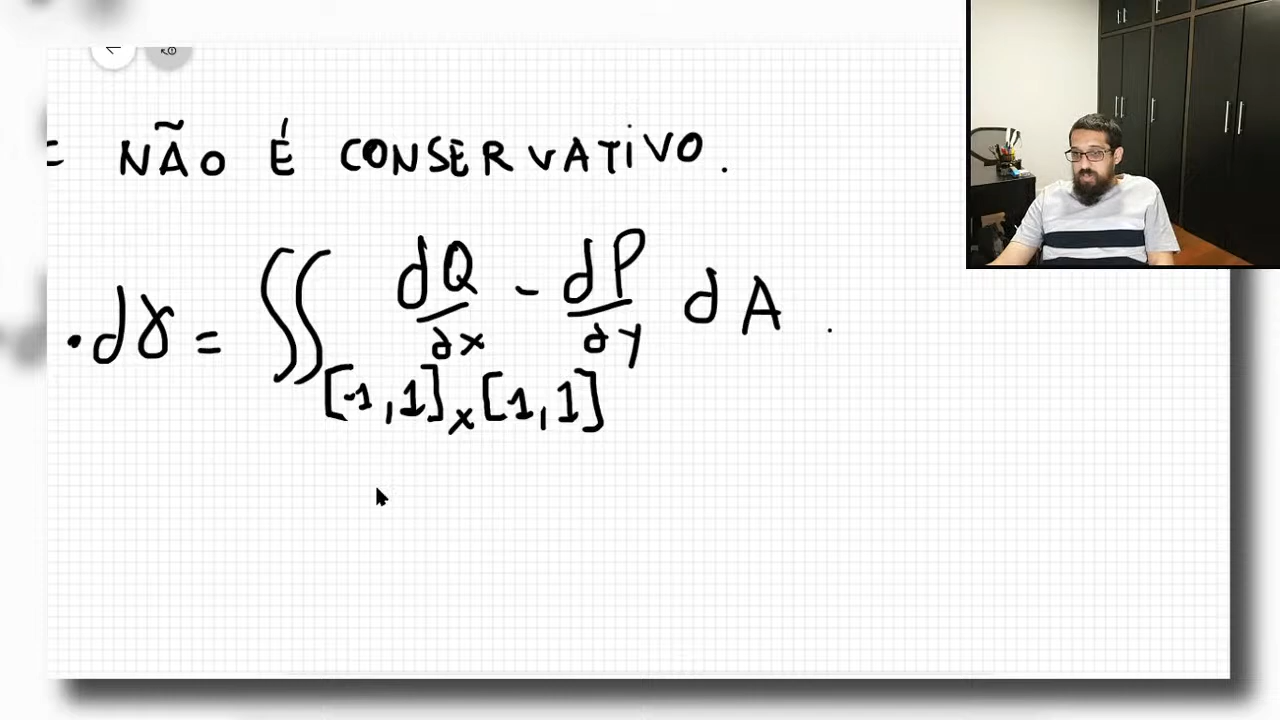 = NÃO É CONSERVATIVO.
. dγ = ∬ dQ/dx - dP/dy dA .
[-1,1] x [1,1]